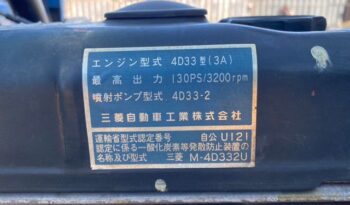 エンジン型式 4D33型(3A)
最高出力 130PS/3200rpm
噴射ポンプ型式 4D33-2
三菱自動車工業株式会社
運輸省型式認定番号 自公 U121
認定に係る一酸化炭素等発散防止装置の
名称及び型式 三菱 M-4D332U